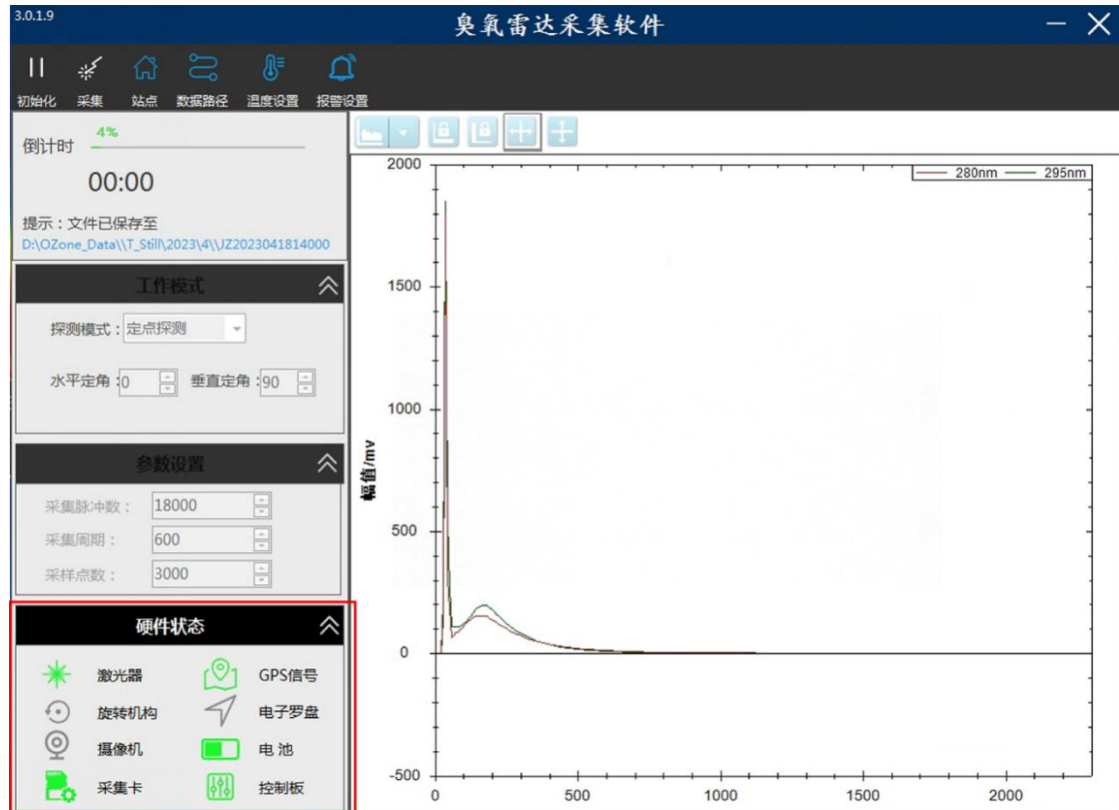 3.0.1.9
臭氧雷达采集软件
初始化 采集 站点 数据路径 温度设置 报警设置
倒计时 4%
00:00
提示：文件已保存至
D:\OZone_Data\\T_Still\2023\4\\JZ2023041814000
工作模式
探测模式：定点探测
水平定角：0 垂直定角：90
参数设置
采集脉冲数： 18000
采集周期： 600
采样点数： 3000
硬件状态
激光器 GPS信号
旋转机构 电子罗盘
摄像机 电池
采集卡 控制板
280nm 295nm
幅值/mv
2000
1500
1000
500
0
-500
0 500 1000 1500 2000